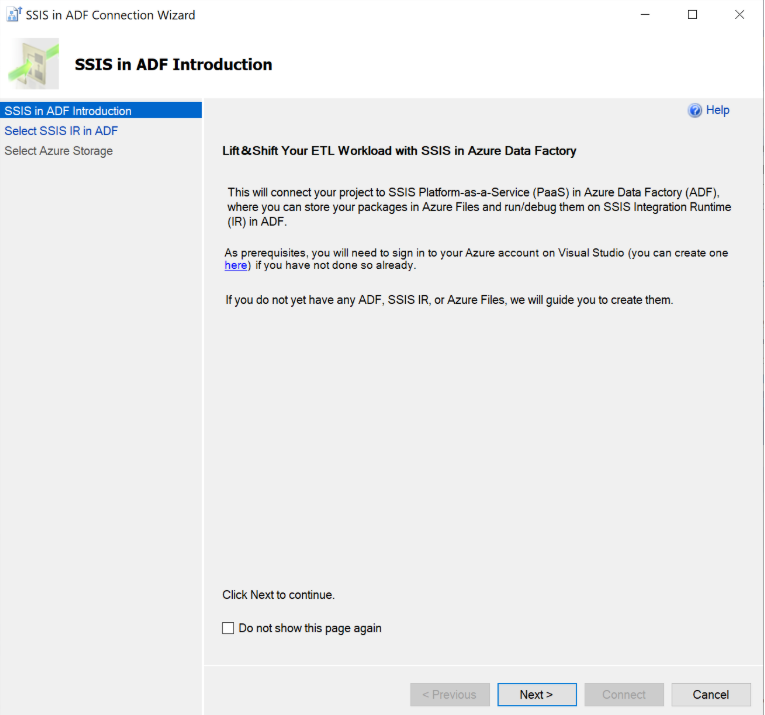 SSIS in ADF Connection Wizard
SSIS in ADF Introduction
SSIS in ADF Introduction
Select SSIS IR in ADF
Select Azure Storage
Help
Lift&Shift Your ETL Workload with SSIS in Azure Data Factory
This will connect your project to SSIS Platform-as-a-Service (PaaS) in Azure Data Factory (ADF),
where you can store your packages in Azure Files and run/debug them on SSIS Integration Runtime
(IR) in ADF.
As prerequisites, you will need to sign in to your Azure account on Visual Studio (you can create one
here) if you have not done so already.
If you do not yet have any ADF, SSIS IR, or Azure Files, we will guide you to create them.
Click Next to continue.
Do not show this page again
< Previous
Next >
Connect
Cancel